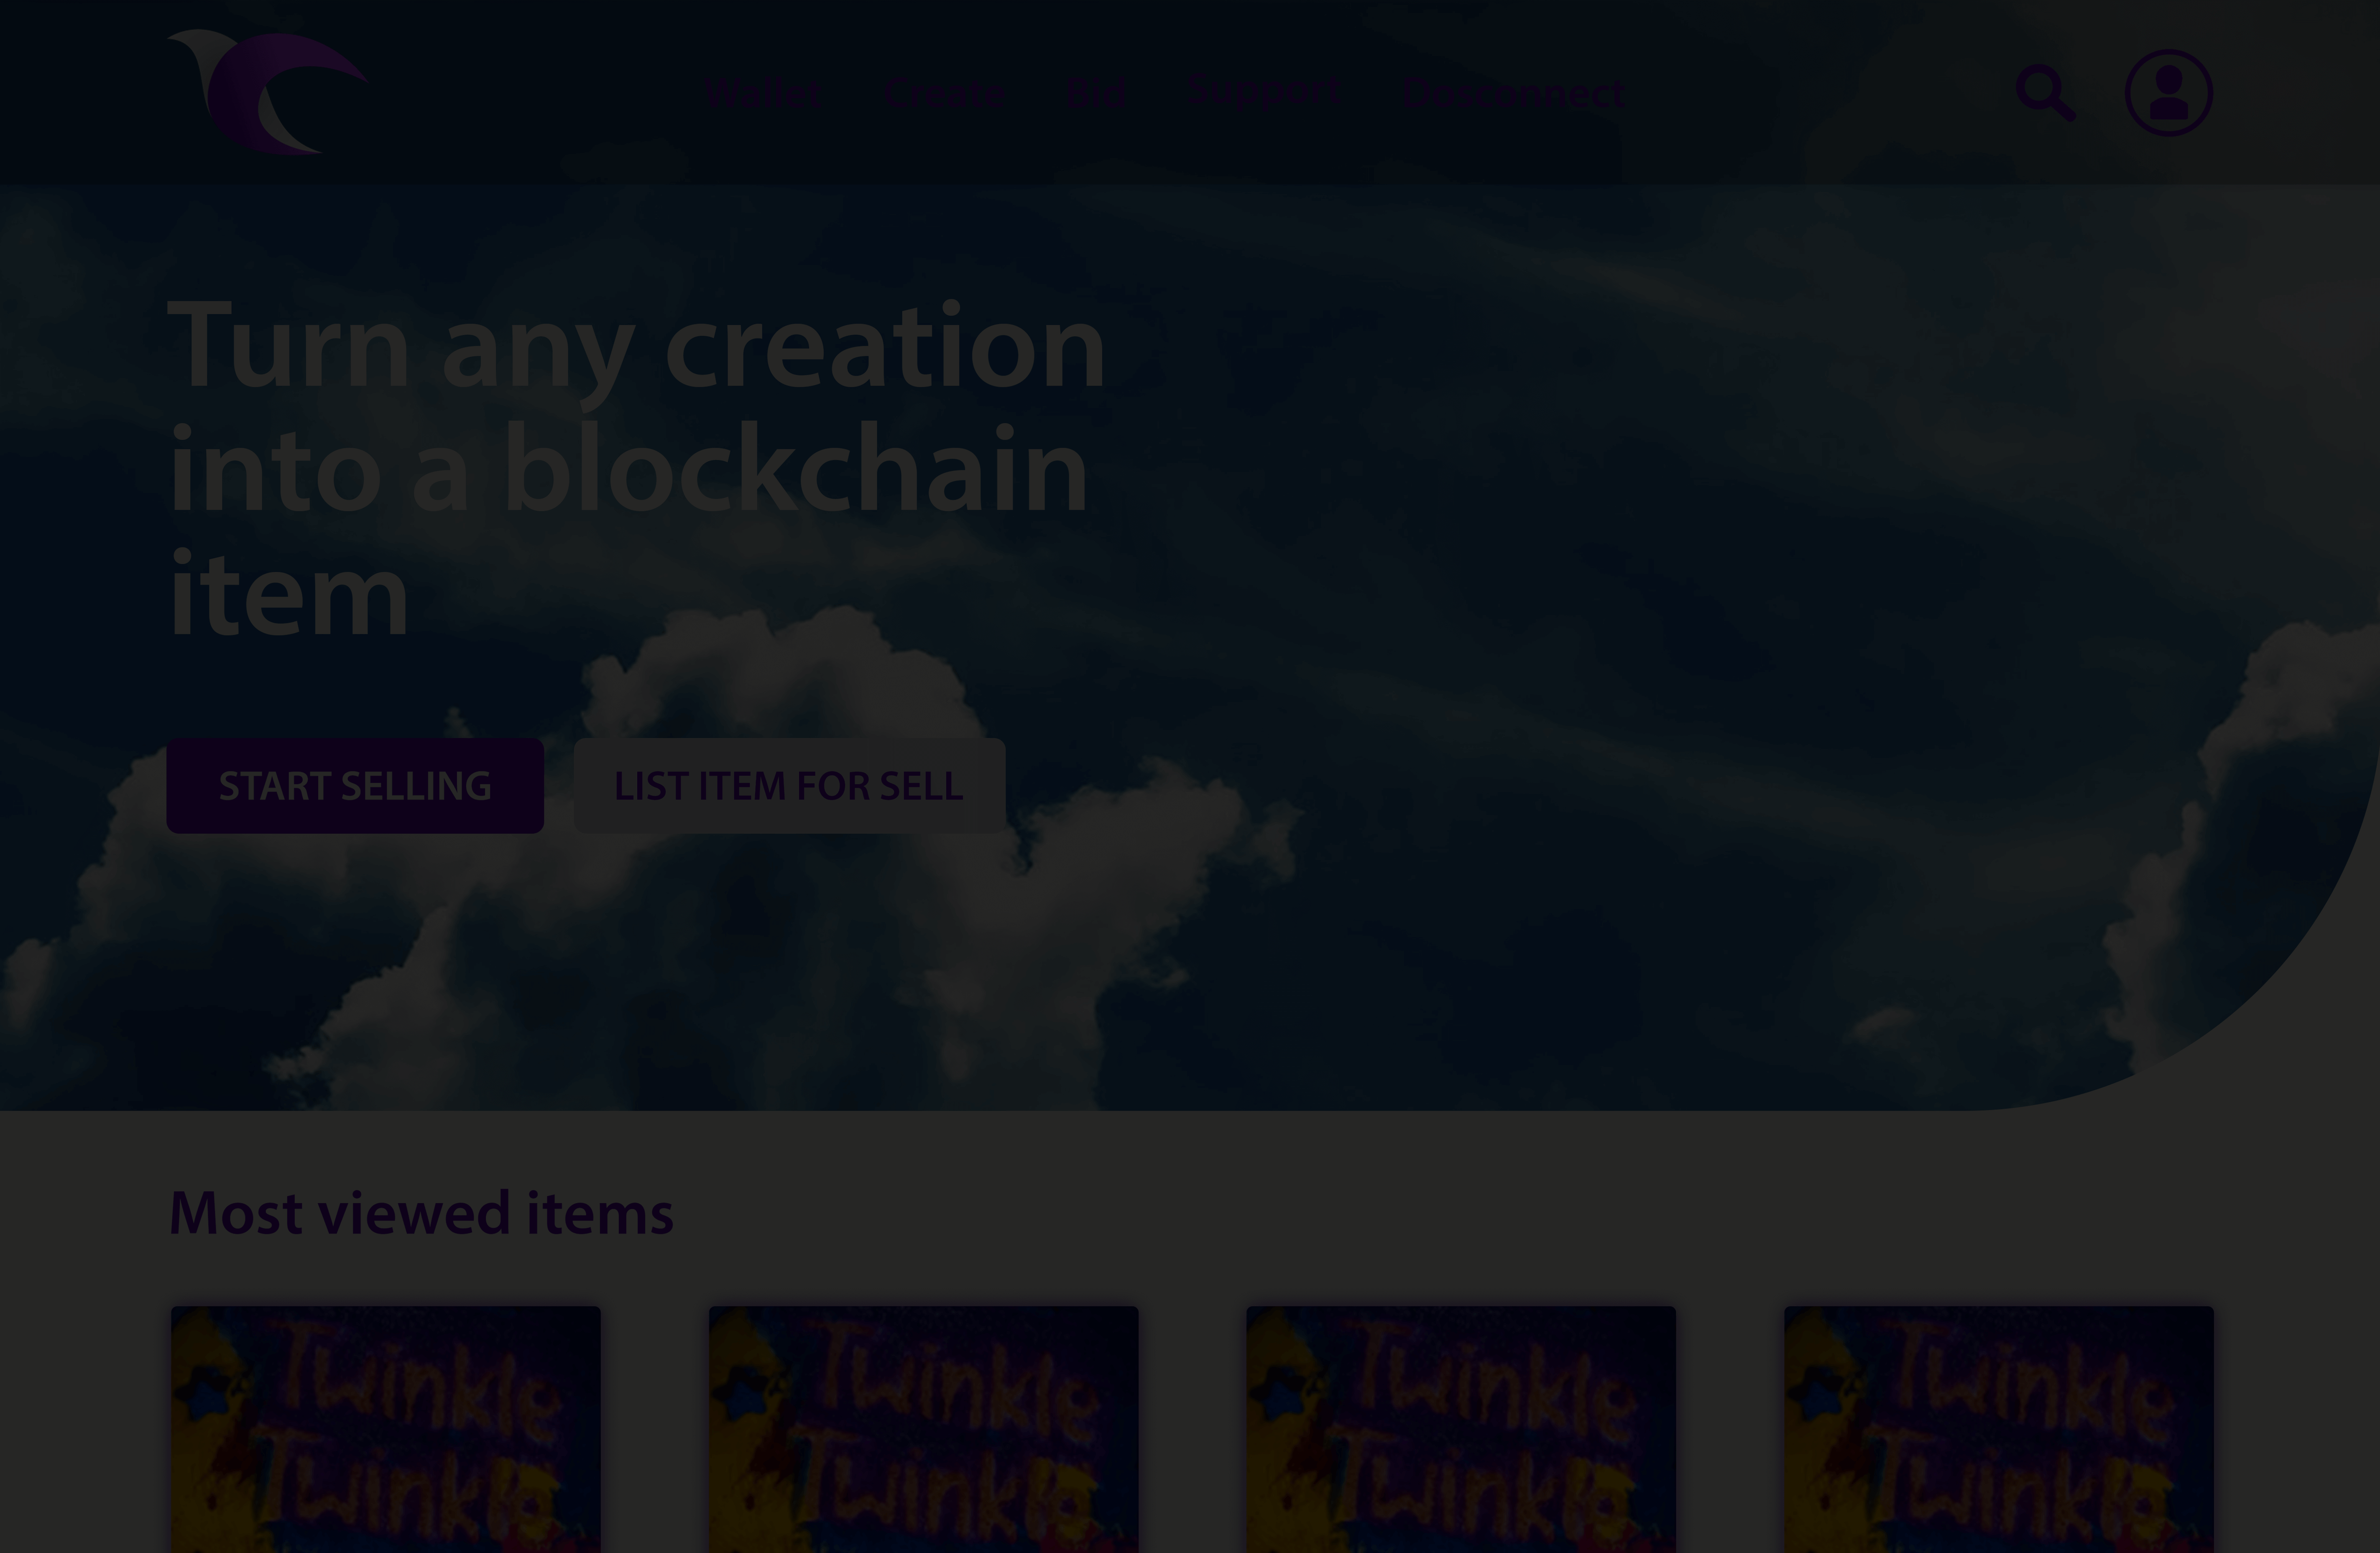 Wallet Create Bid Support Dosconnect
Turn any creation
into a blockchain
item
START SELLING LIST ITEM FOR SELL
Most viewed items
Twinkle Twinkle Twinkle Twinkle
Twinkle Twinkle Twinkle Twinkle